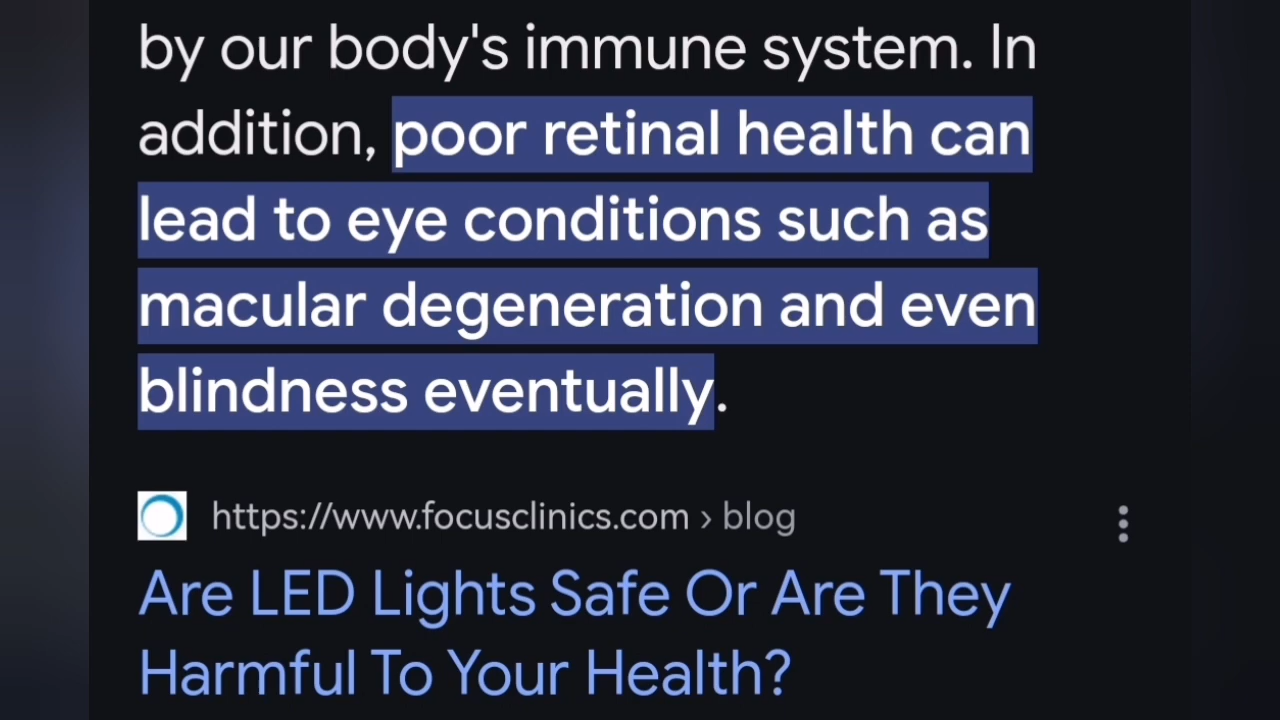 by our body's immune system. In
addition, poor retinal health can
lead to eye conditions such as
macular degeneration and even
blindness eventually.
https://www.focusclinics.com › blog
Are LED Lights Safe Or Are They
Harmful To Your Health?